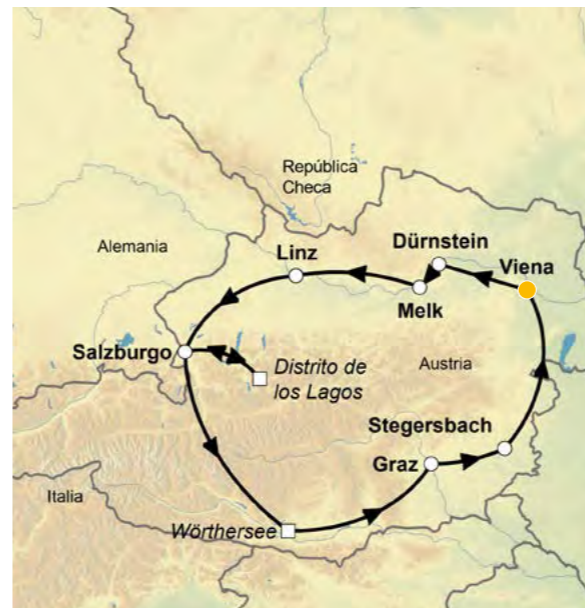 República
Checa
Alemania
Dürnstein
Linz
Viena
Melk
Salzburgo
Distrito de
los Lagos
Austria
Stegersbach
Graz
Italia
Wörthersee